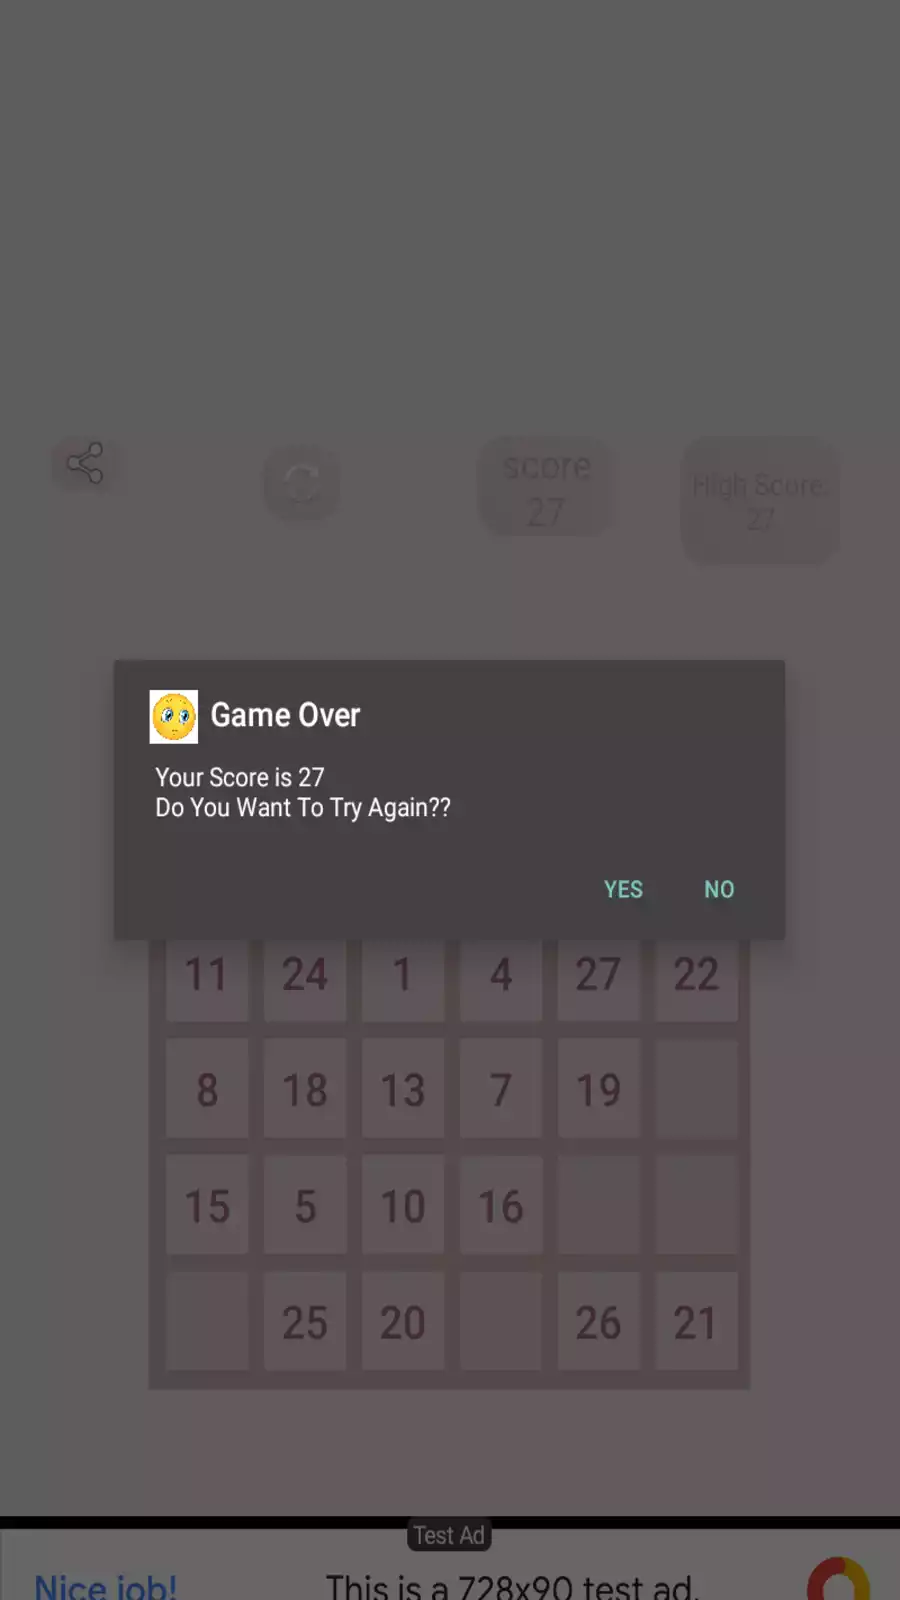 score
27
High Score:
27
Game Over
Your Score is 27
Do You Want To Try Again??
YES NO
11 24 1 4 27 22
8 18 13 7 19
15 5 10 16
25 20 26 21
Test Ad
Nice job! This is a 728x90 test ad.